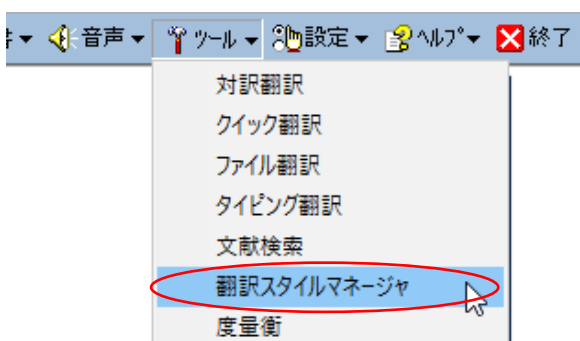 音声▼ ツール▼ 設定▼ ヘルプ▼ 終了
対訳翻訳
クイック翻訳
ファイル翻訳
タイピング翻訳
文献検索
翻訳スタイルマネージャ
度量衡